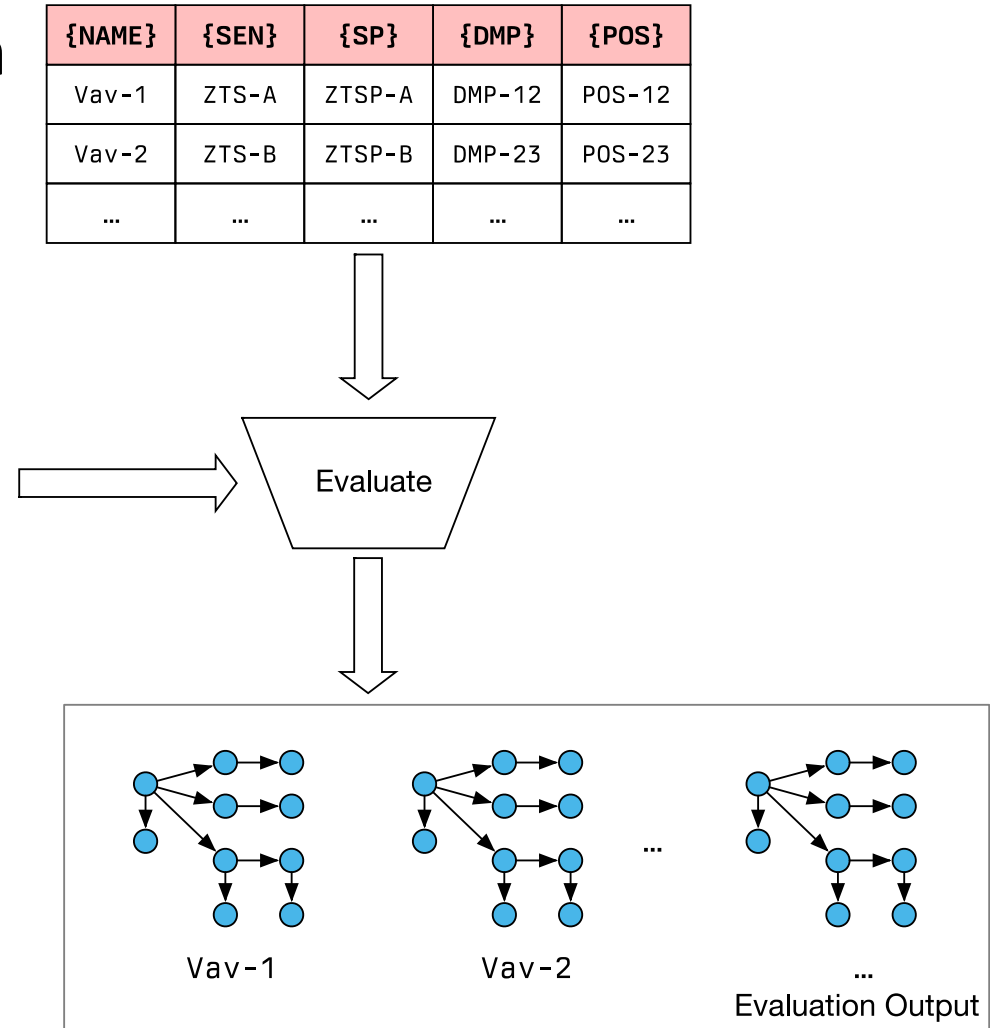 {NAME} {SEN} {SP} {DMP} {POS}
Vav-1 ZTS-A ZTSP-A DMP-12 POS-12
Vav-2 ZTS-B ZTSP-B DMP-23 POS-23
… … … … …
Evaluate
…
Vav-1 Vav-2 …
Evaluation Output